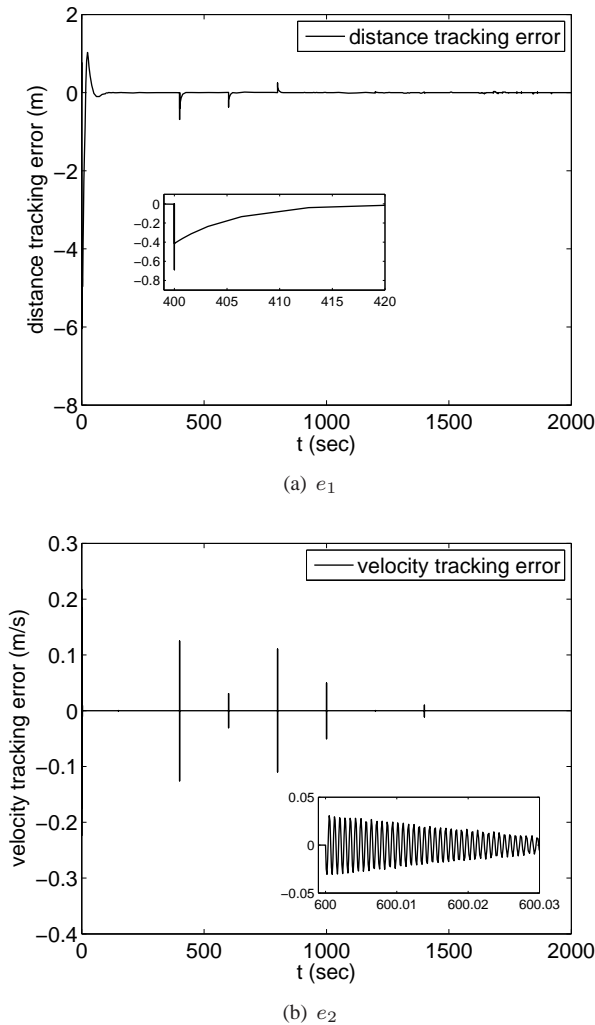 2
0
−2
−4
−6
−8
distance tracking error (m)
distance tracking error
0
−0.2
−0.4
−0.6
−0.8
400 405 410 415 420
0 500 1000 1500 2000
t (sec)
(a) e1
0.3
0.2
0.1
0
−0.1
−0.2
−0.3
−0.4
velocity tracking error (m/s)
velocity tracking error
0.05
0
−0.05
600 600.01 600.02 600.03
0 500 1000 1500 2000
t (sec)
(b) e2